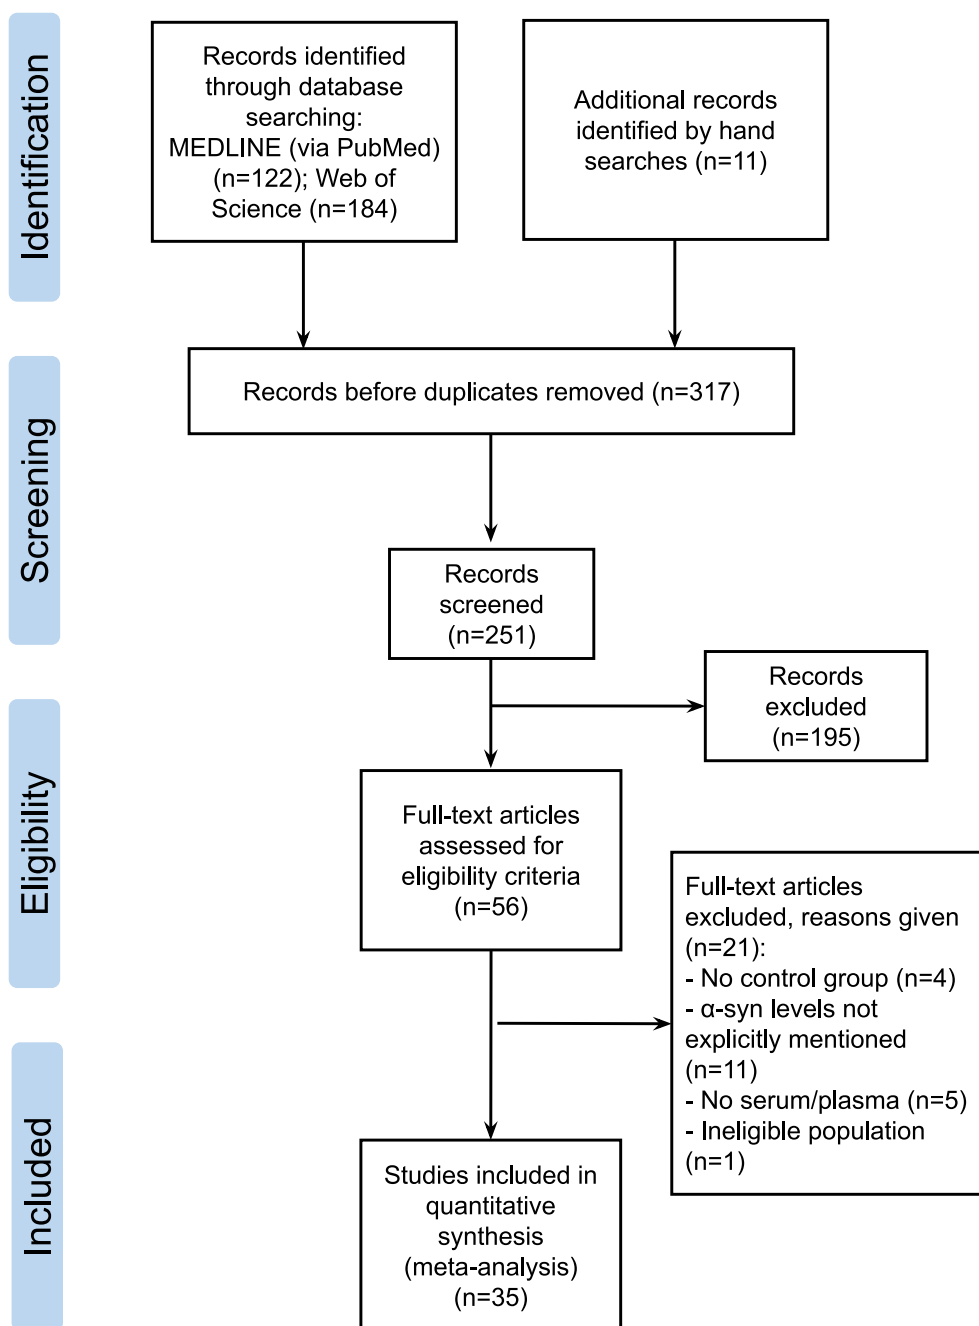 Identification
Records identified
through database
searching:
MEDLINE (via PubMed)
(n=122); Web of
Science (n=184)
Additional records
identified by hand
searches (n=11)
Screening
Records before duplicates removed (n=317)
Records
screened
(n=251)
Records
excluded
(n=195)
Eligibility
Full-text articles
assessed for
eligibility criteria
(n=56)
Full-text articles
excluded, reasons given
(n=21):
- No control group (n=4)
- α-syn levels not
explicitly mentioned
(n=11)
- No serum/plasma (n=5)
- Ineligible population
(n=1)
Included
Studies included in
quantitative
synthesis
(meta-analysis)
(n=35)